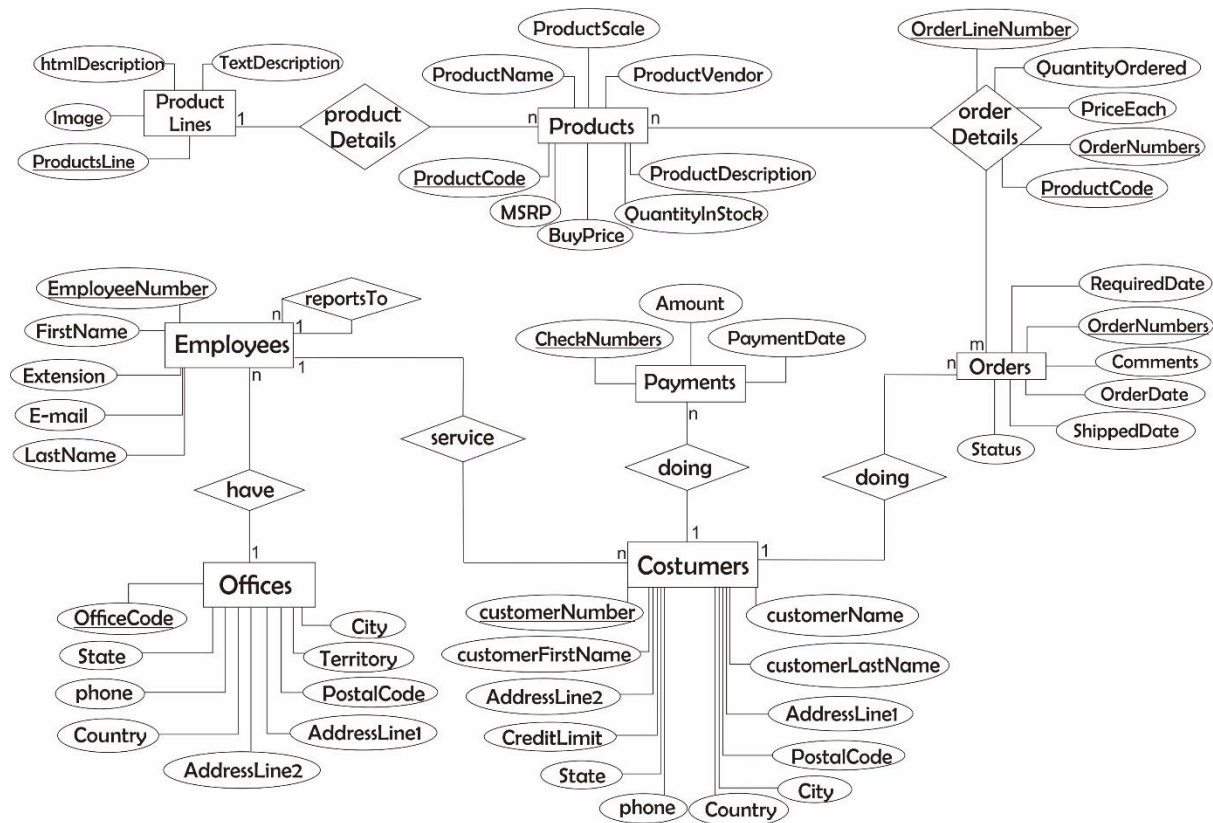 ProductScale
OrderLineNumber
htmlDescription
TextDescription
ProductName
ProductVendor
QuantityOrdered
Image
Product
Lines
1
product
Details
n
Products
n
order
Details
PriceEach
OrderNumbers
ProductsLine
ProductCode
ProductDescription
ProductCode
MSRP
QuantityInStock
BuyPrice
EmployeeNumber
reportsTo
n
1
FirstName
Employees
1
n
Extension
E-mail
LastName
Amount
CheckNumbers
PaymentDate
Payments
n
RequiredDate
OrderNumbers
m
n
Orders
Comments
OrderDate
ShippedDate
Status
service
doing
doing
have
1
Offices
1
1
n
Costumers
OfficeCode
City
State
Territory
phone
PostalCode
Country
AddressLine1
AddressLine2
customerNumber
customerName
customerFirstName
customerLastName
AddressLine2
AddressLine1
CreditLimit
PostalCode
State
City
phone
Country